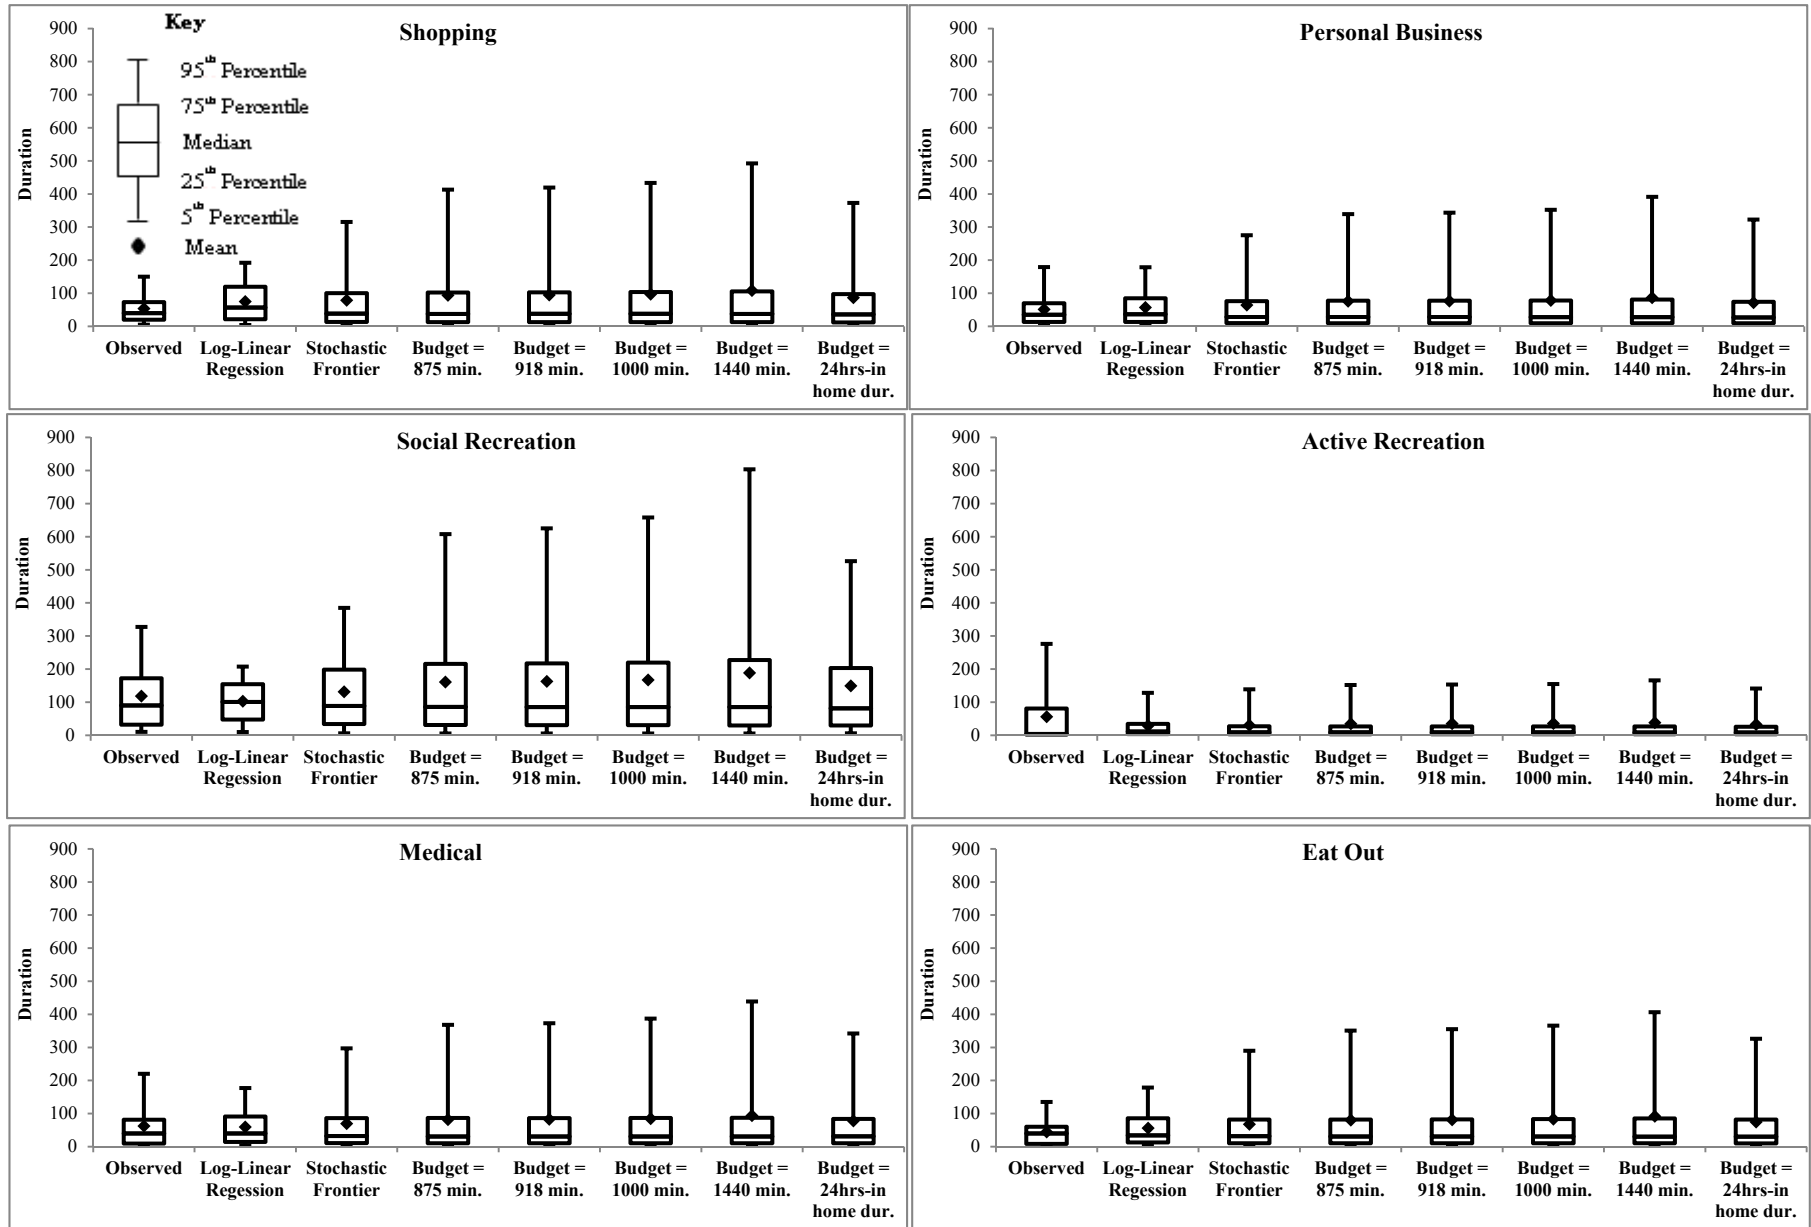 Key
Shopping
900
800
700
600
500
400
300
200
100
0
Duration
95th Percentile
75th Percentile
Median
25th Percentile
5th Percentile
Mean
Observed
Log-Linear
Regession
Stochastic
Frontier
Budget =
875 min.
Budget =
918 min.
Budget =
1000 min.
Budget =
1440 min.
Budget =
24hrs-in
home dur.
Personal Business
900
800
700
600
500
400
300
200
100
0
Duration
Observed
Log-Linear
Regession
Stochastic
Frontier
Budget =
875 min.
Budget =
918 min.
Budget =
1000 min.
Budget =
1440 min.
Budget =
24hrs-in
home dur.
Social Recreation
900
800
700
600
500
400
300
200
100
0
Duration
Observed
Log-Linear
Regession
Stochastic
Frontier
Budget =
875 min.
Budget =
918 min.
Budget =
1000 min.
Budget =
1440 min.
Budget =
24hrs-in
home dur.
Active Recreation
900
800
700
600
500
400
300
200
100
0
Duration
Observed
Log-Linear
Regession
Stochastic
Frontier
Budget =
875 min.
Budget =
918 min.
Budget =
1000 min.
Budget =
1440 min.
Budget =
24hrs-in
home dur.
Medical
900
800
700
600
500
400
300
200
100
0
Duration
Observed
Log-Linear
Regession
Stochastic
Frontier
Budget =
875 min.
Budget =
918 min.
Budget =
1000 min.
Budget =
1440 min.
Budget =
24hrs-in
home dur.
Eat Out
900
800
700
600
500
400
300
200
100
0
Duration
Observed
Log-Linear
Regession
Stochastic
Frontier
Budget =
875 min.
Budget =
918 min.
Budget =
1000 min.
Budget =
1440 min.
Budget =
24hrs-in
home dur.